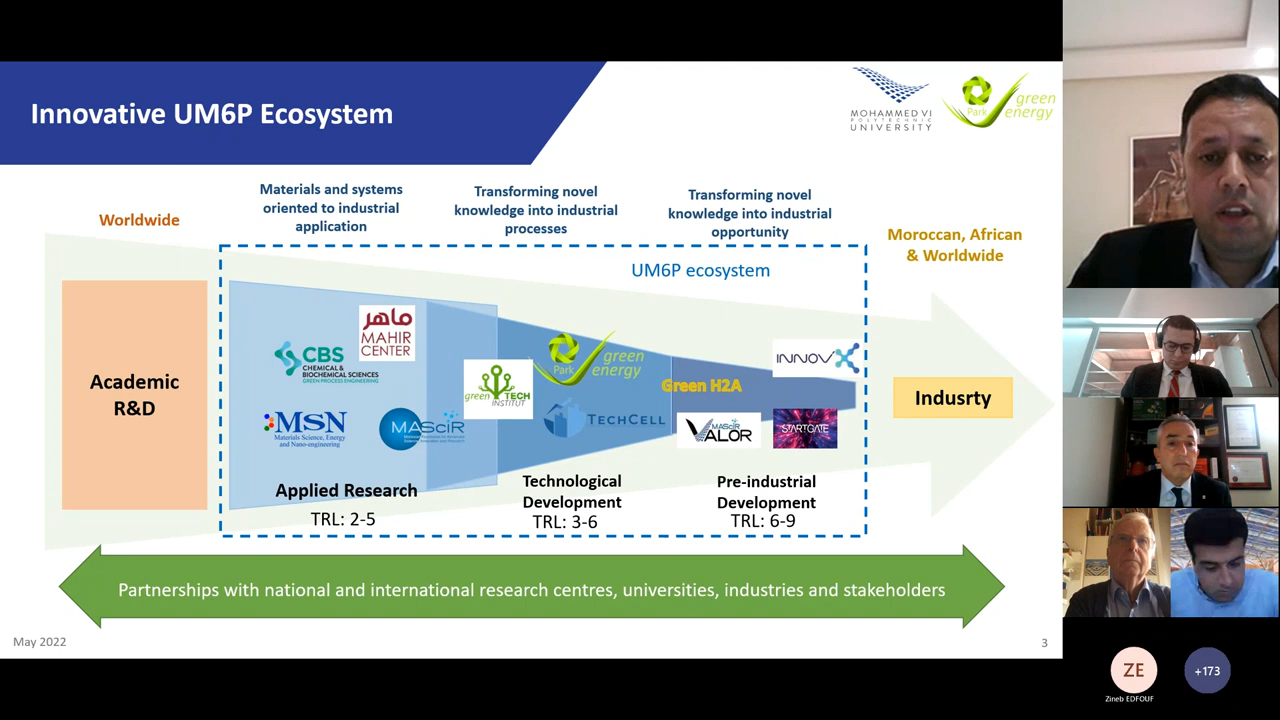 Innovative UM6P Ecosystem
MOHAMMED VI
POLYTECHNIC
UNIVERSITY
Park
green
energy
Worldwide
Materials and systems
oriented to industrial
application
Transforming novel
knowledge into industrial
processes
Transforming novel
knowledge into industrial
opportunity
Moroccan, African
& Worldwide
UM6P ecosystem
Academic
R&D
ماهر
MAHIR
CENTER
CBS
CHEMICAL &
BIOCHEMICAL SCIENCES
GREEN PROCESS ENGINEERING
MSN
Materials Science, Energy
and Nano-engineering
MAScIR
green TECH
INSTITUT
Park
green
energy
TECHCELL
Green H2A
INNOVX
MAScIR
VALOR
STARTGATE
Indusrty
Applied Research
TRL: 2-5
Technological
Development
TRL: 3-6
Pre-industrial
Development
TRL: 6-9
Partnerships with national and international research centres, universities, industries and stakeholders
May 2022
3
ZE
Zineb EDFOUF
+173